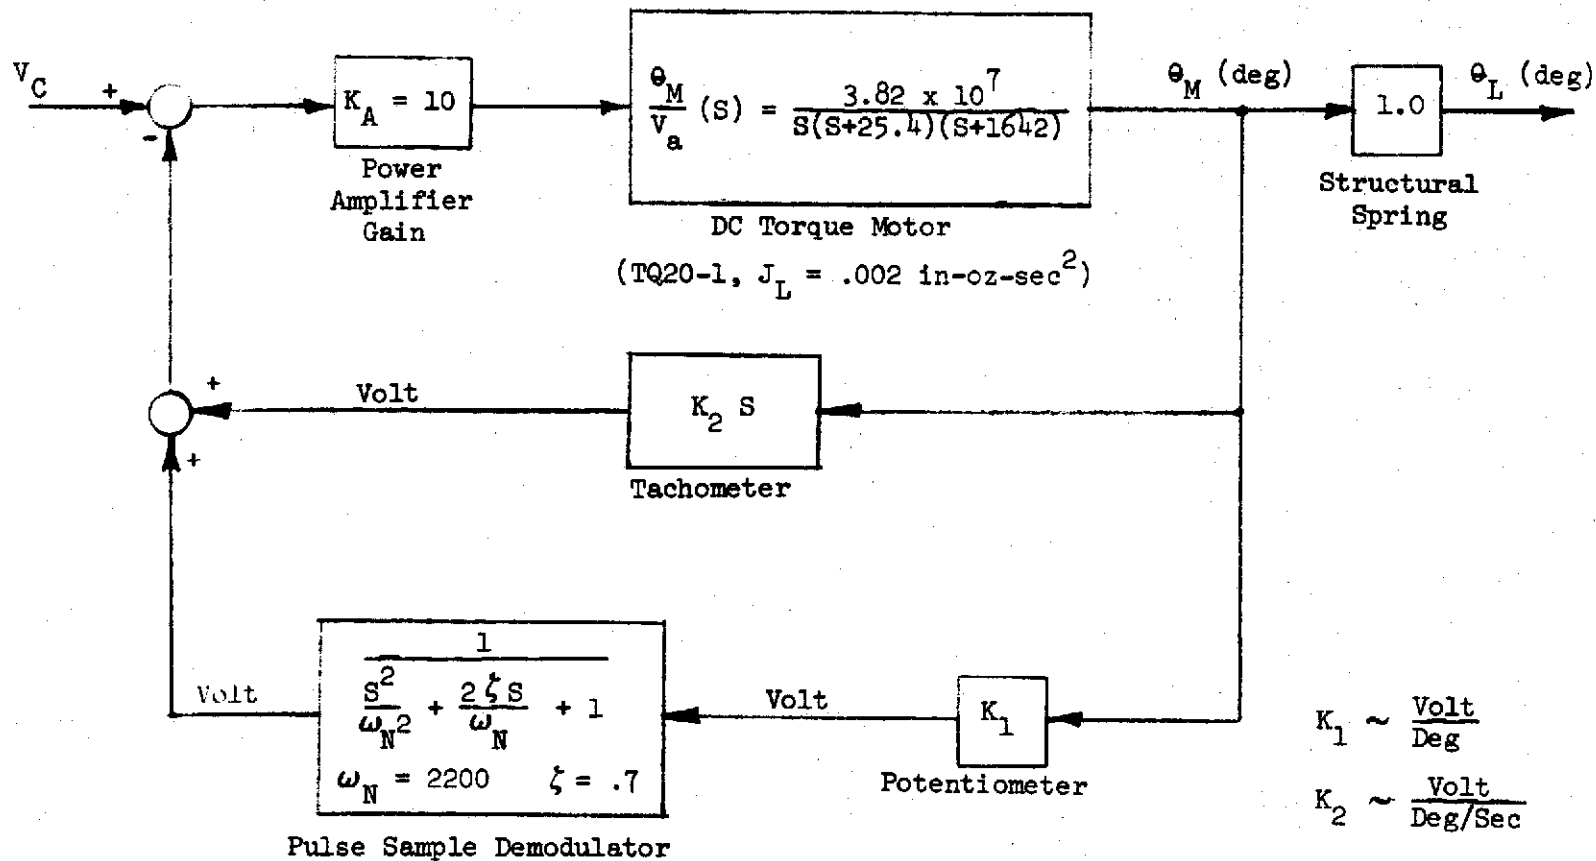 V_C
+
-
K_A = 10
Power
Amplifier
Gain
θ_M/V_a (S) = 3.82 x 10^7 / S(S+25.4)(S+1642)
DC Torque Motor
(TQ20-1, J_L = .002 in-oz-sec^2)
θ_M (deg)
1.0
θ_L (deg)
Structural
Spring
+
Volt
K_2 S
Tachometer
+
Volt
1 / (S^2/ω_N^2 + 2ζS/ω_N + 1)
ω_N = 2200 ζ = .7
Pulse Sample Demodulator
Volt
K_1
Potentiometer
K_1 ~ Volt/Deg
K_2 ~ Volt/Deg/Sec